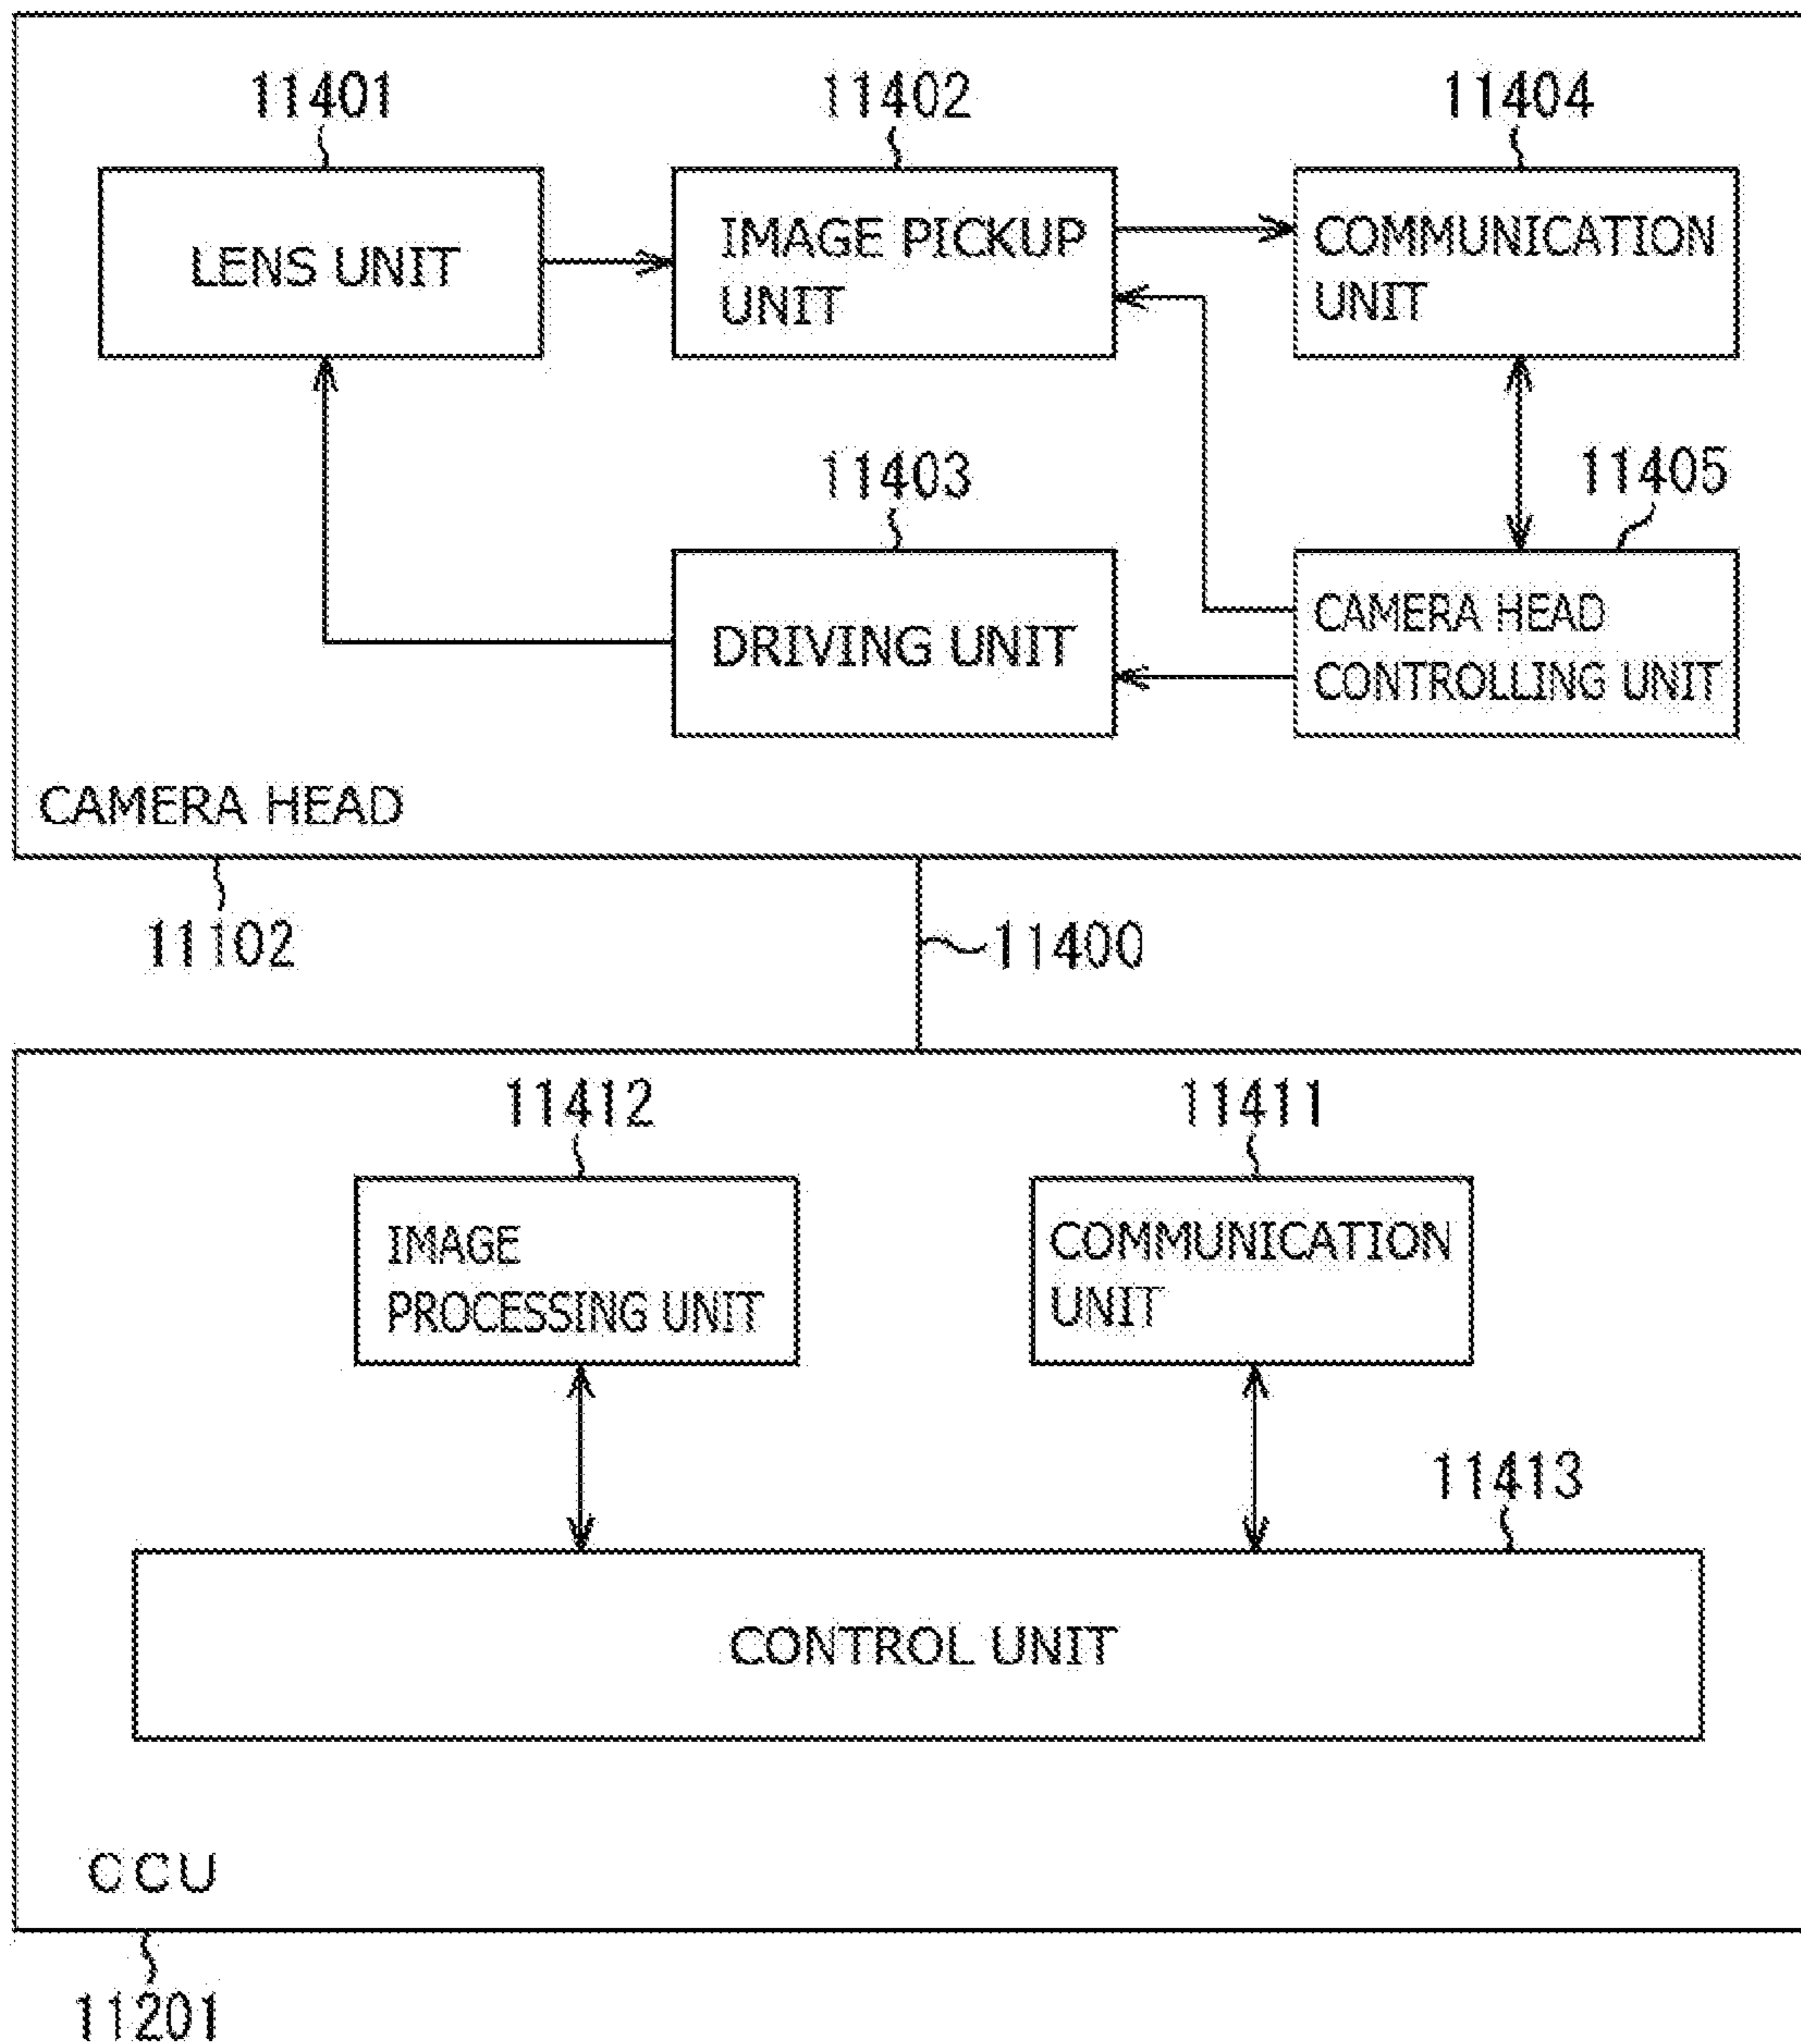 11401
11402
11404
LENS UNIT
IMAGE PICKUP
UNIT
COMMUNICATION
UNIT
11403
11405
DRIVING UNIT
CAMERA HEAD
CONTROLLING UNIT
CAMERA HEAD
11102
11400
11412
11411
IMAGE
PROCESSING UNIT
COMMUNICATION
UNIT
11413
CONTROL UNIT
CCU
11201